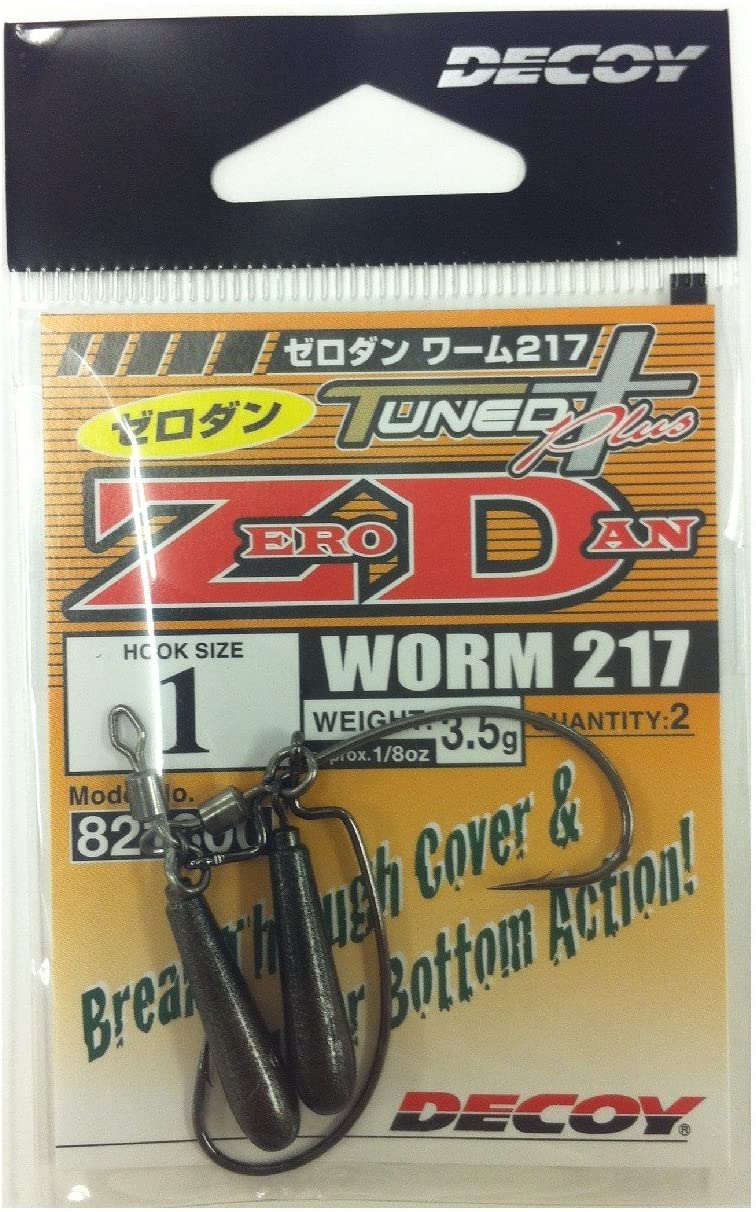 DECOY
ゼロダン ワーム217
ゼロダン
TUNED Plus
ZERO DAN
HOOK SIZE
1
WORM 217
WEIGHT:
3.5g
QUANTITY:2
prox.1/8oz
Model No.
Cover &
Bottom Action!
DECOY®